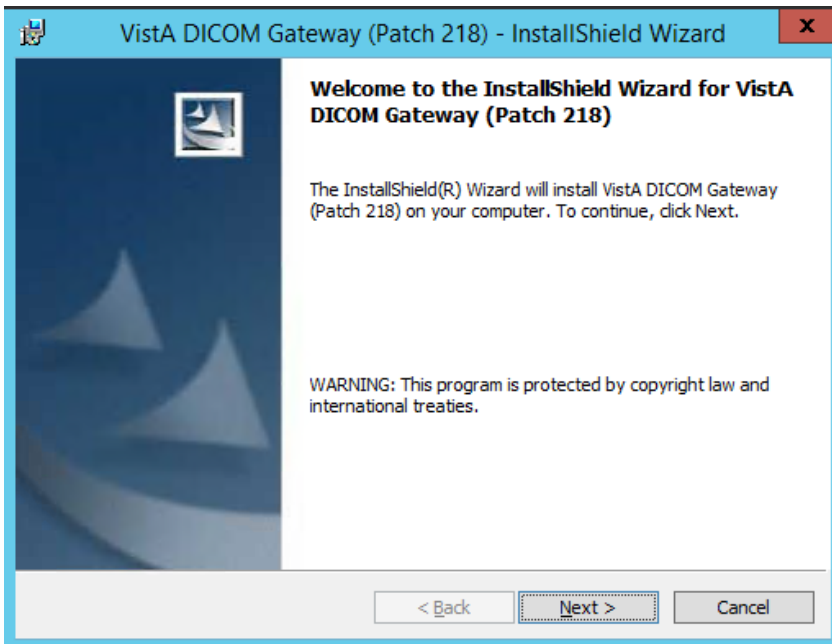 VistA DICOM Gateway (Patch 218) - InstallShield Wizard
x
Welcome to the InstallShield Wizard for VistA
DICOM Gateway (Patch 218)
The InstallShield(R) Wizard will install VistA DICOM Gateway
(Patch 218) on your computer. To continue, click Next.
WARNING: This program is protected by copyright law and
international treaties.
< Back
Next >
Cancel